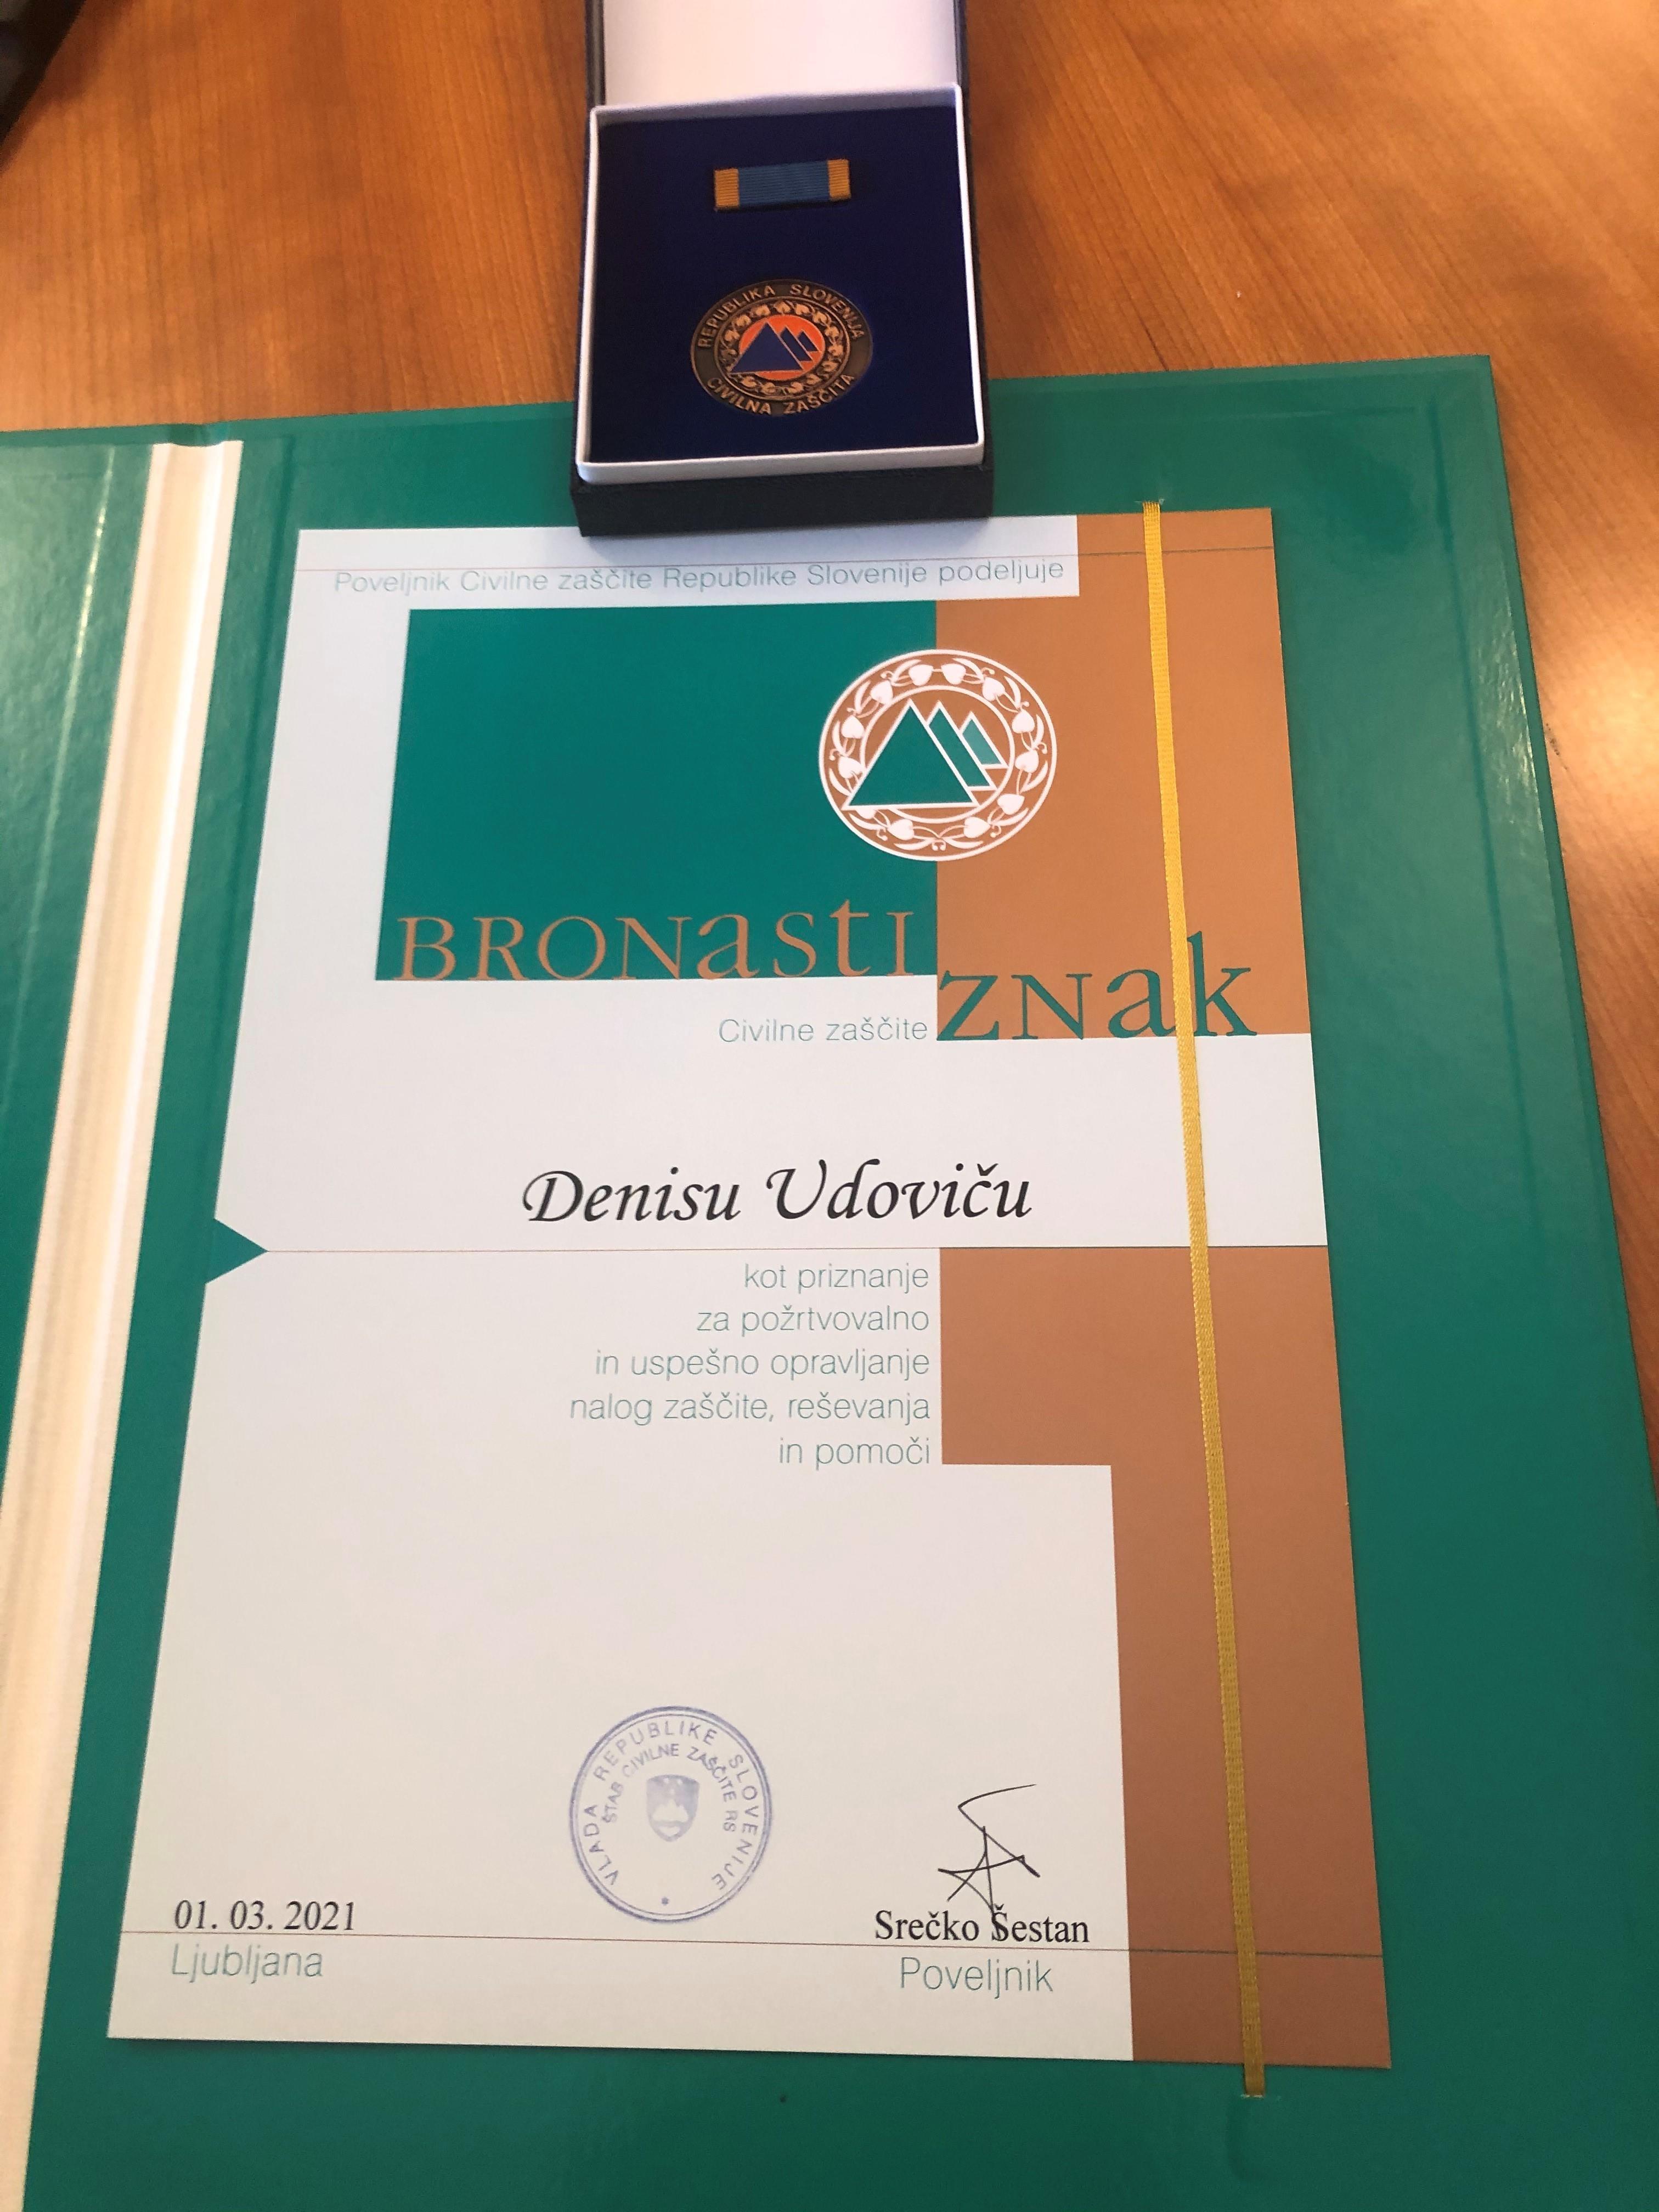 REPUBLIKA SLOVENIJA
CIVILNA ZAŠČITA
Poveljnik Civilne zaščite Republike Slovenije podeljuje
BRONasti
Civilne zaščite ZNak
Denisu Udoviču
kot priznanje
za požrtvovalno
in uspešno opravljanje
nalog zaščite, reševanja
in pomoči
VLADA REPUBLIKE SLOVENIJE
ŠTAB CIVILNE ZAŠČITE RS
01. 03. 2021
Ljubljana
Srečko Šestan
Poveljnik